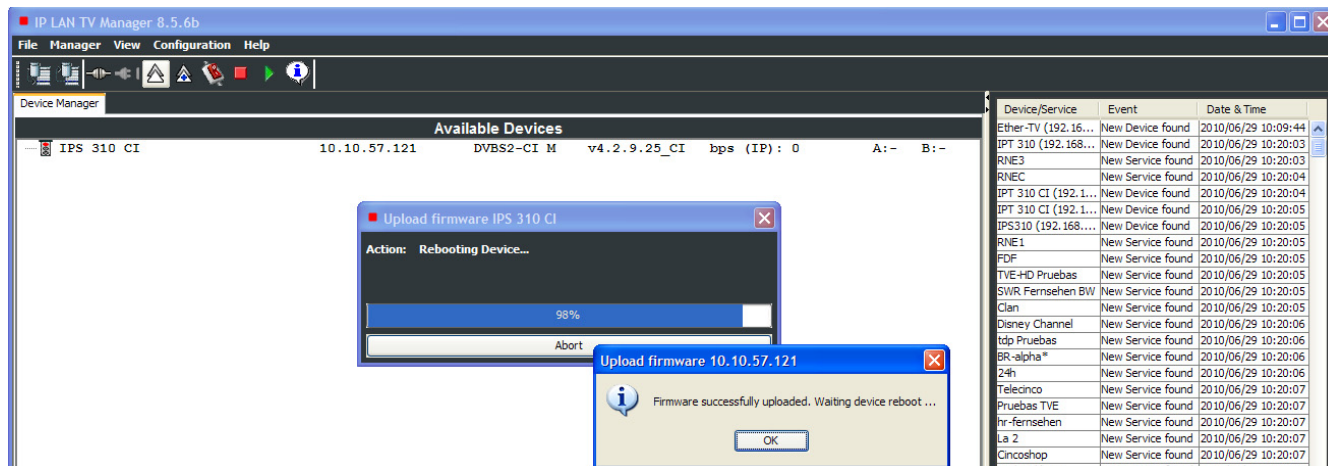 IP LAN TV Manager 8.5.6b
File Manager View Configuration Help
Device Manager
Available Devices
IPS 310 CI 10.10.57.121 DVBS2-CI M v4.2.9.25_CI bps (IP): 0 A:- B:-
Upload firmware IPS 310 CI
Action: Rebooting Device...
98%
Abort
Upload firmware 10.10.57.121
Firmware successfully uploaded. Waiting device reboot ...
OK
Device/Service Event Date & Time
Ether-TV (192.16... New Device found 2010/06/29 10:09:44
IPT 310 (192.168... New Device found 2010/06/29 10:20:03
RNE3 New Service found 2010/06/29 10:20:03
RNEC New Service found 2010/06/29 10:20:04
IPT 310 CI (192.1... New Device found 2010/06/29 10:20:04
IPT 310 CI (192.1... New Device found 2010/06/29 10:20:05
IPS310 (192.168.... New Device found 2010/06/29 10:20:05
RNE1 New Service found 2010/06/29 10:20:05
FDF New Service found 2010/06/29 10:20:05
TVE-HD Pruebas New Service found 2010/06/29 10:20:05
SWR Fernsehen BW New Service found 2010/06/29 10:20:05
Clan New Service found 2010/06/29 10:20:05
Disney Channel New Service found 2010/06/29 10:20:06
tdp Pruebas New Service found 2010/06/29 10:20:06
BR-alpha* New Service found 2010/06/29 10:20:06
24h New Service found 2010/06/29 10:20:06
Telecinco New Service found 2010/06/29 10:20:07
Pruebas TVE New Service found 2010/06/29 10:20:07
hr-fernsehen New Service found 2010/06/29 10:20:07
La 2 New Service found 2010/06/29 10:20:07
Cincoshop New Service found 2010/06/29 10:20:07